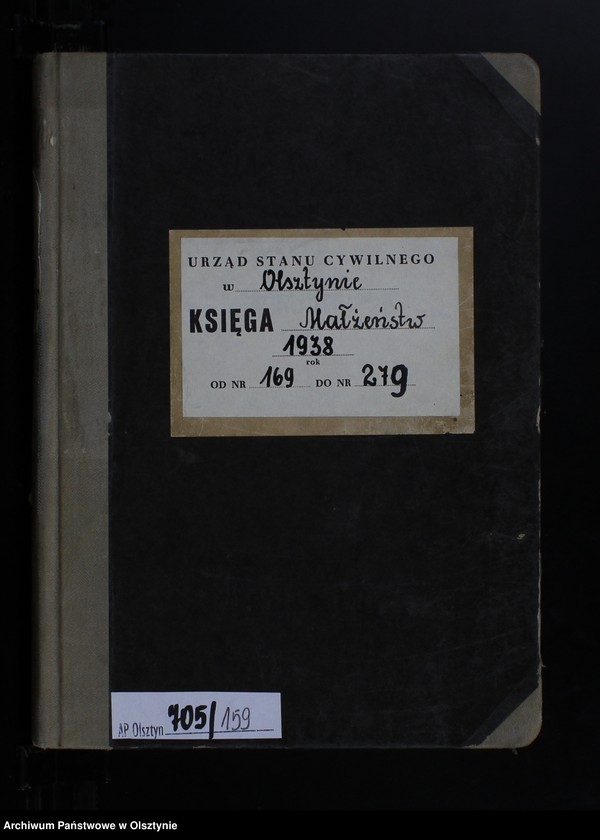 URZĄD STANU CYWILNEGO
w Olsztynie
KSIĘGA Małżeństw
1938
rok
OD NR 169 DO NR 279
AP Olsztyn 705/159
Archiwum Państwowe w Olsztynie